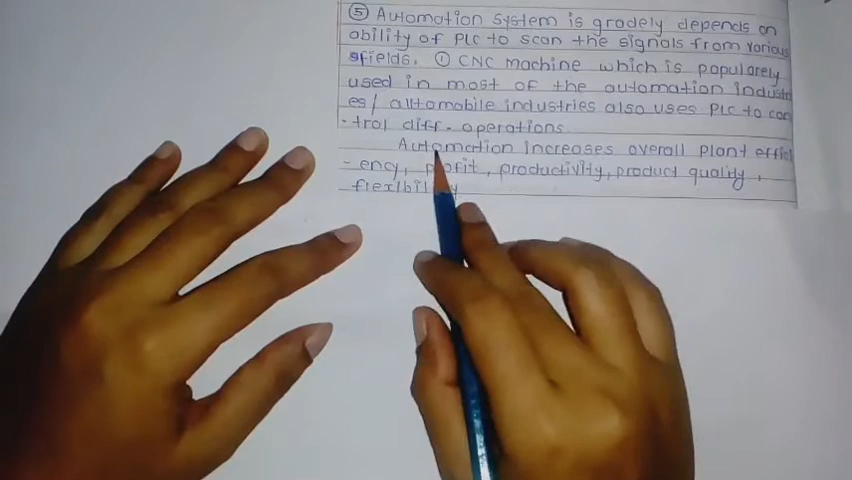 ⑤ Automation System is gradely depends on
ability of PLC to scan the signals from various
fields. ① CNC machine which is popularely
used in most of the automation industri
es/ altomobile industries also uses PLC to con
-trol diff. operations
Automation increases overall plant effici
-ency, profit, productivity, product quality,
flexibility